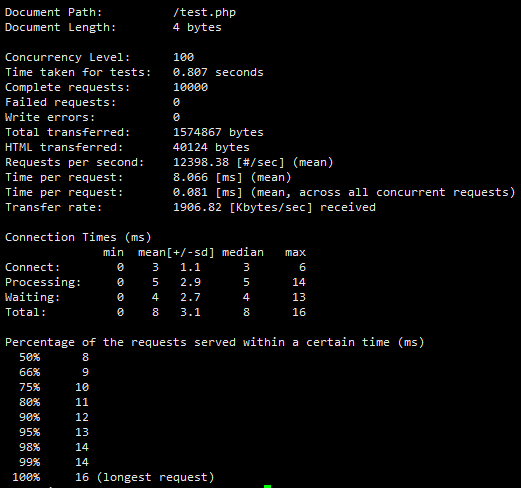 Document Path:          /test.php
Document Length:        4 bytes

Concurrency Level:      100
Time taken for tests:   0.807 seconds
Complete requests:      10000
Failed requests:        0
Write errors:           0
Total transferred:      1574867 bytes
HTML transferred:       40124 bytes
Requests per second:    12398.38 [#/sec] (mean)
Time per request:       8.066 [ms] (mean)
Time per request:       0.081 [ms] (mean, across all concurrent requests)
Transfer rate:          1906.82 [Kbytes/sec] received

Connection Times (ms)
              min  mean[+/-sd] median   max
Connect:        0    3   1.1      3       6
Processing:     0    5   2.9      5      14
Waiting:        0    4   2.7      4      13
Total:          0    8   3.1      8      16

Percentage of the requests served within a certain time (ms)
  50%      8
  66%      9
  75%     10
  80%     11
  90%     12
  95%     13
  98%     14
  99%     14
 100%     16 (longest request)